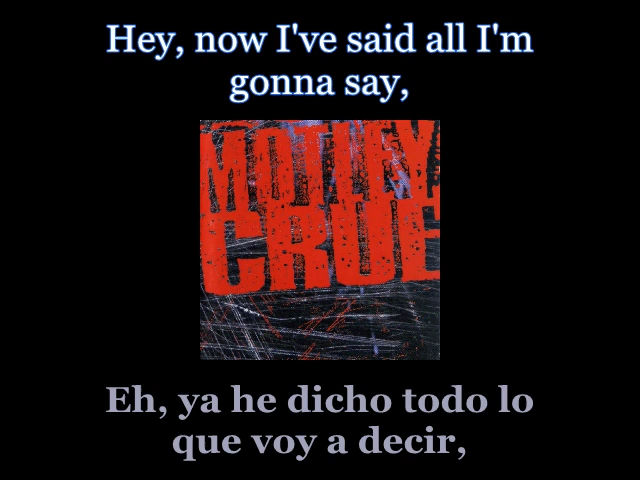 Hey, now I've said all I'm
gonna say,
MOTLEY
CRUE
Eh, ya he dicho todo lo
que voy a decir,